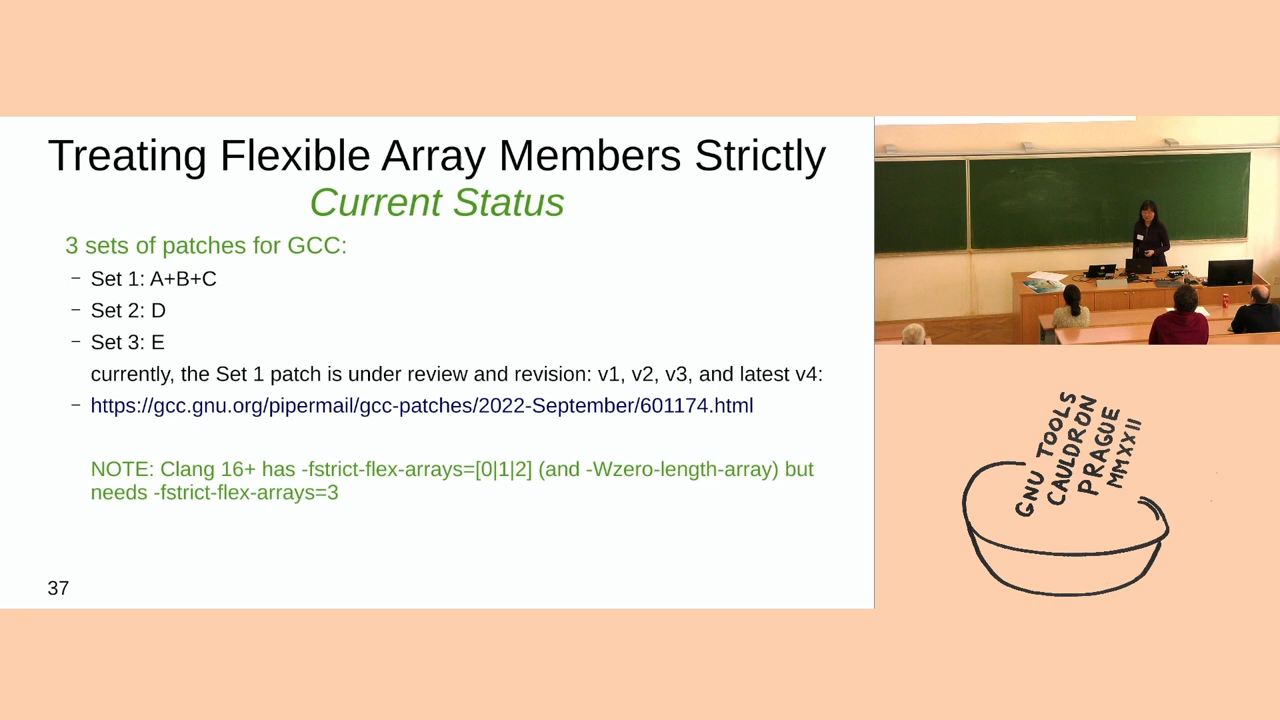 Treating Flexible Array Members Strictly
Current Status
3 sets of patches for GCC:
– Set 1: A+B+C
– Set 2: D
– Set 3: E
currently, the Set 1 patch is under review and revision: v1, v2, v3, and latest v4:
– https://gcc.gnu.org/pipermail/gcc-patches/2022-September/601174.html
NOTE: Clang 16+ has -fstrict-flex-arrays=[0|1|2] (and -Wzero-length-array) but
needs -fstrict-flex-arrays=3
37
GNU TOOLS
CAULDRON
PRAGUE
MMXXII